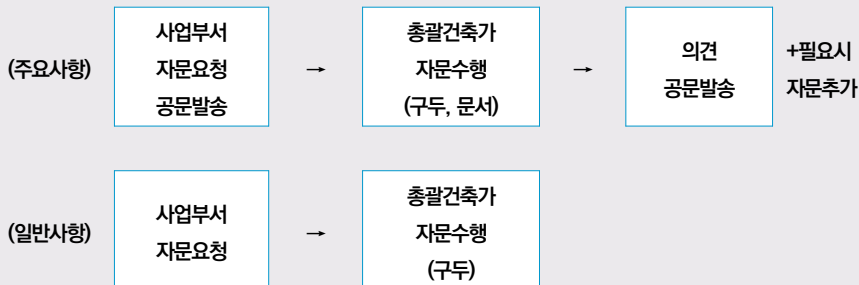 (주요사항)
사업부서
자문요청
공문발송
→
총괄건축가
자문수행
(구두, 문서)
→
의견
공문발송
+필요시
자문추가
(일반사항)
사업부서
자문요청
→
총괄건축가
자문수행
(구두)